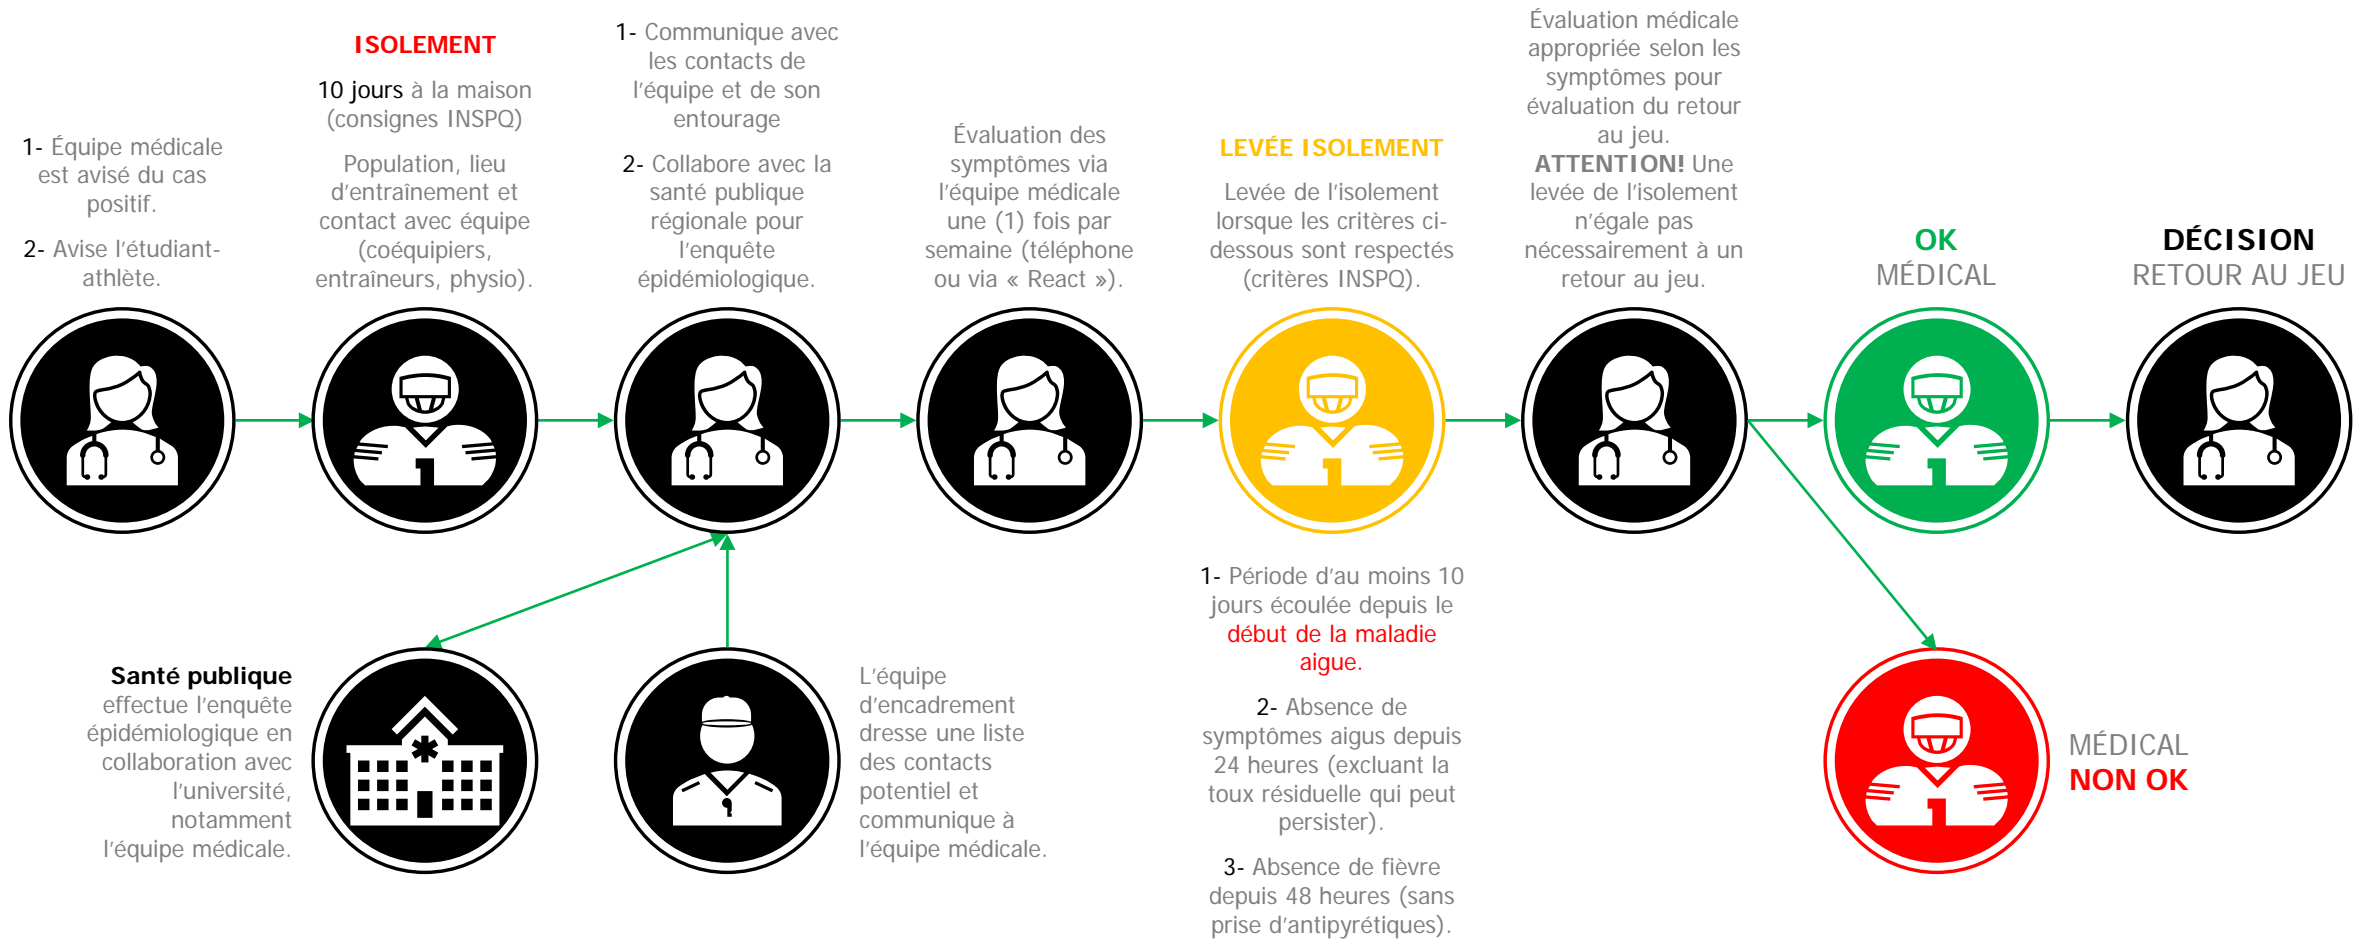 1- Équipe médicale
est avisé du cas
positif.
2- Avise l'étudiant-
athlète.
ISOLEMENT
10 jours à la maison
(consignes INSPQ)
Population, lieu
d'entraînement et
contact avec équipe
(coéquipiers,
entraîneurs, physio).
1- Communique avec
les contacts de
l'équipe et de son
entourage
2- Collabore avec la
santé publique
régionale pour
l'enquête
épidémiologique.
Évaluation des
symptômes via
l'équipe médicale
une (1) fois par
semaine (téléphone
ou via « React »).
LEVÉE ISOLEMENT
Levée de l'isolement
lorsque les critères ci-
dessous sont respectés
(critères INSPQ).
Évaluation médicale
appropriée selon les
symptômes pour
évaluation du retour
au jeu.
ATTENTION! Une
levée de l'isolement
n'égale pas
nécessairement à un
retour au jeu.
OK
MÉDICAL
DÉCISION
RETOUR AU JEU
Santé publique
effectue l'enquête
épidémiologique en
collaboration avec
l'université,
notamment
l'équipe médicale.
L'équipe
d'encadrement
dresse une liste
des contacts
potentiel et
communique à
l'équipe médicale.
1- Période d'au moins 10
jours écoulée depuis le
début de la maladie
aigue.
2- Absence de
symptômes aigus depuis
24 heures (excluant la
toux résiduelle qui peut
persister).
3- Absence de fièvre
depuis 48 heures (sans
prise d'antipyrétiques).
MÉDICAL
NON OK